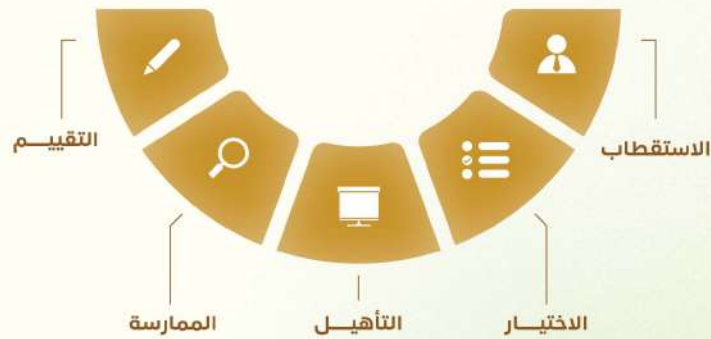 الاستقطاب
الاختيـــار
التأهيـــل
الممارسة
التقييـــم